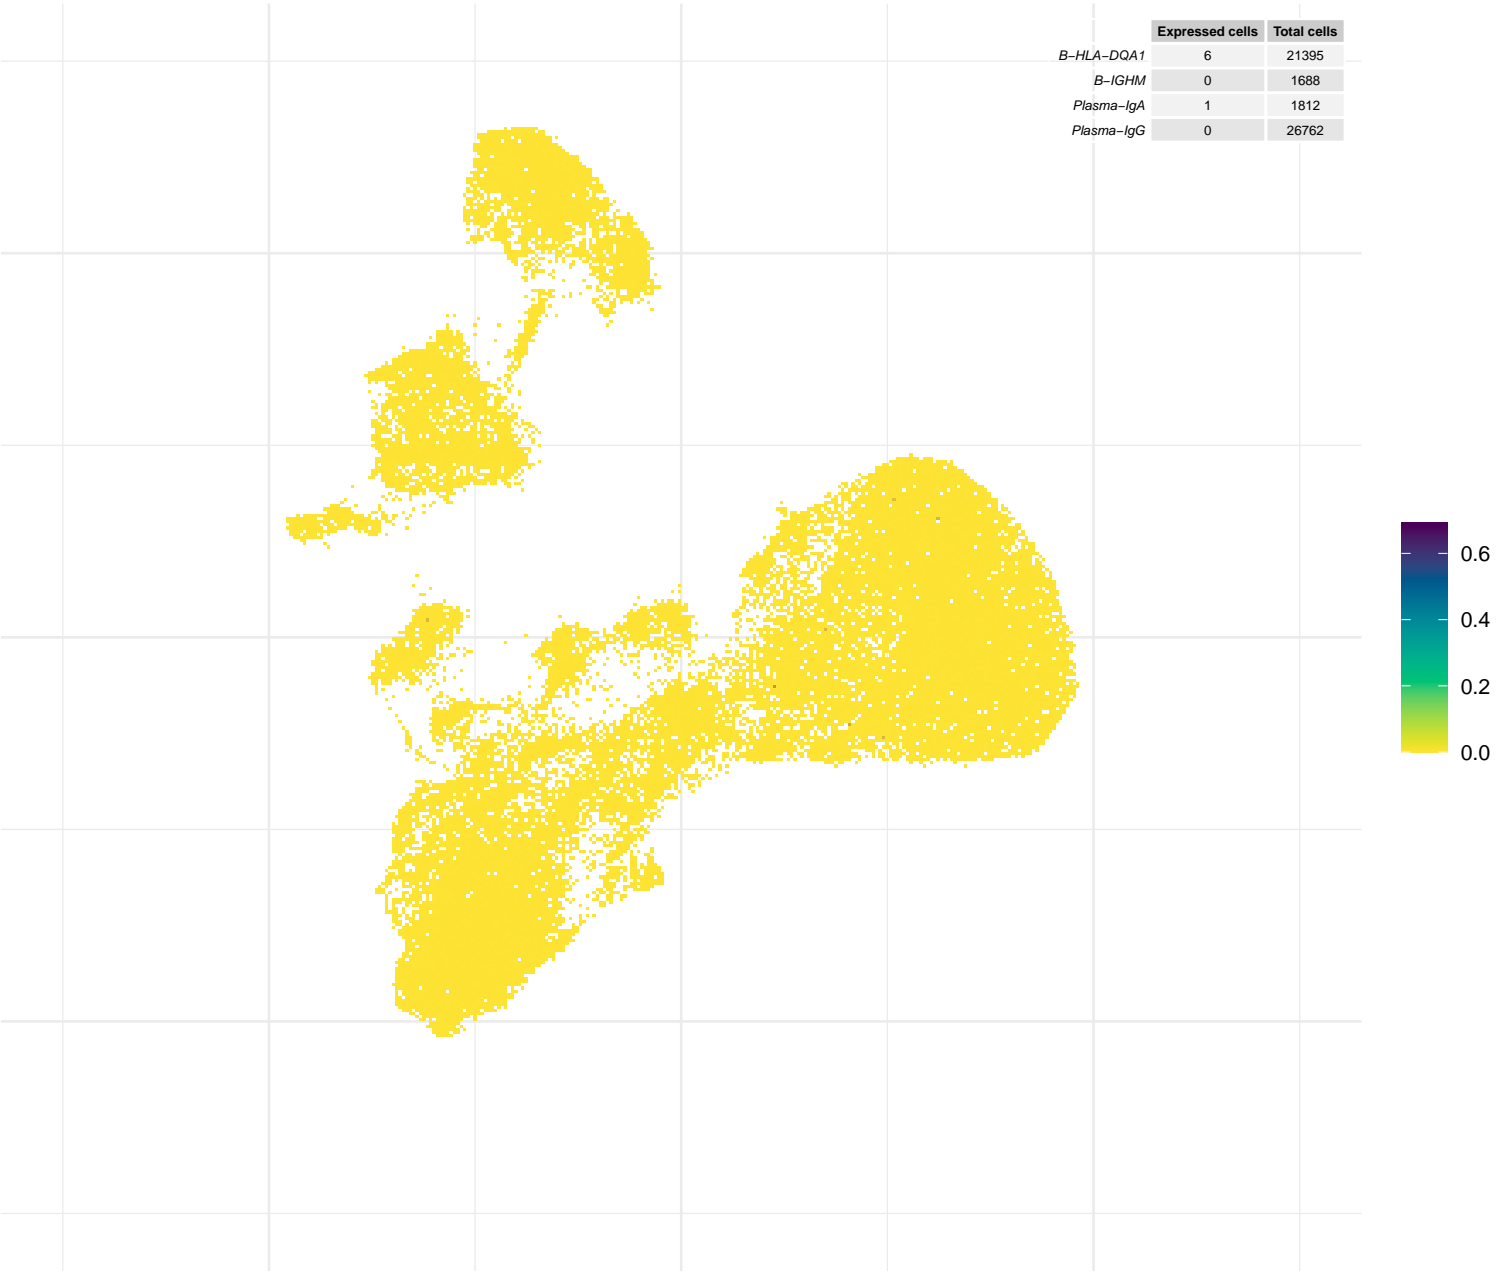 Expressed cells Total cells
B−HLA−DQA1 6 21395
B−IGHM 0 1688
Plasma−IgA 1 1812
Plasma−IgG 0 26762
0.6
0.4
0.2
0.0